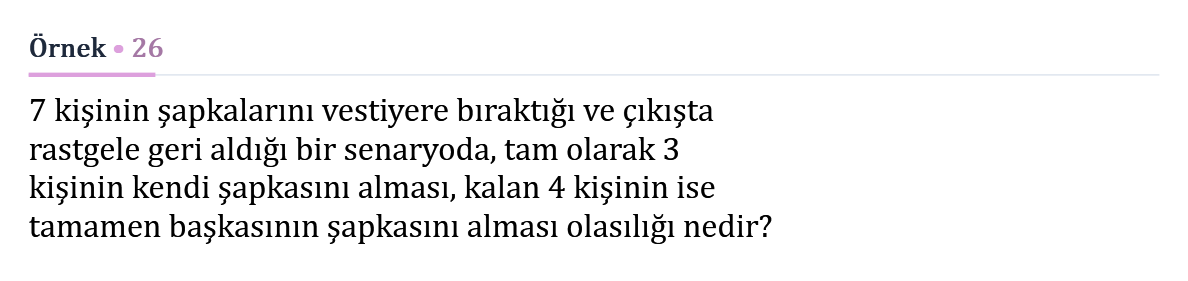 Örnek • 26
7 kişinin şapkalarını vestiyere bıraktığı ve çıkışta
rastgele geri aldığı bir senaryoda, tam olarak 3
kişinin kendi şapkasını alması, kalan 4 kişinin ise
tamamen başkasının şapkasını alması olasılığı nedir?